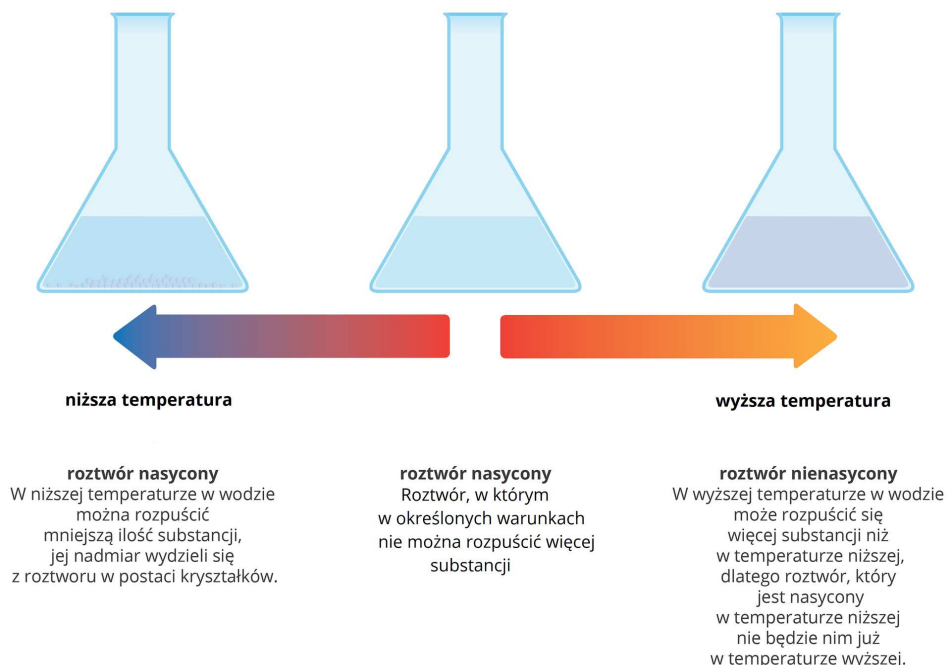 niższa temperatura
wyższa temperatura
roztwór nasycony
W niższej temperaturze w wodzie
można rozpuścić
mniejszą ilość substancji,
jej nadmiar wydzieli się
z roztworu w postaci kryształków.
roztwór nasycony
Roztwór, w którym
w określonych warunkach
nie można rozpuścić więcej
substancji
roztwór nienasycony
W wyższej temperaturze w wodzie
może rozpuścić się
więcej substancji niż
w temperaturze niższej,
dlatego roztwór, który
jest nasycony
w temperaturze niższej
nie będzie nim już
w temperaturze wyższej.